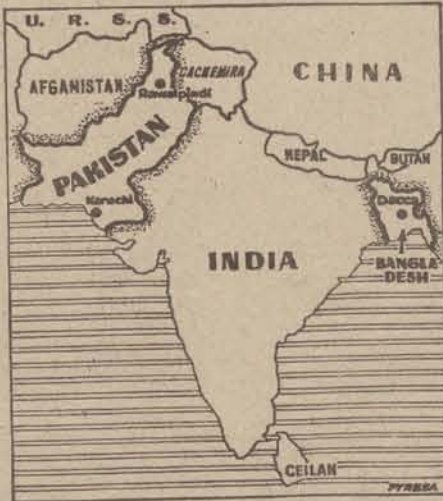 U. R. S. S.
AFGANISTAN
CACHEMIRA
CHINA
Rawalpindi
PAKISTAN
NEPAL
BUTAN
Karachi
Dacca
INDIA
BANGLA
DESH
CEILAN
PYRESA